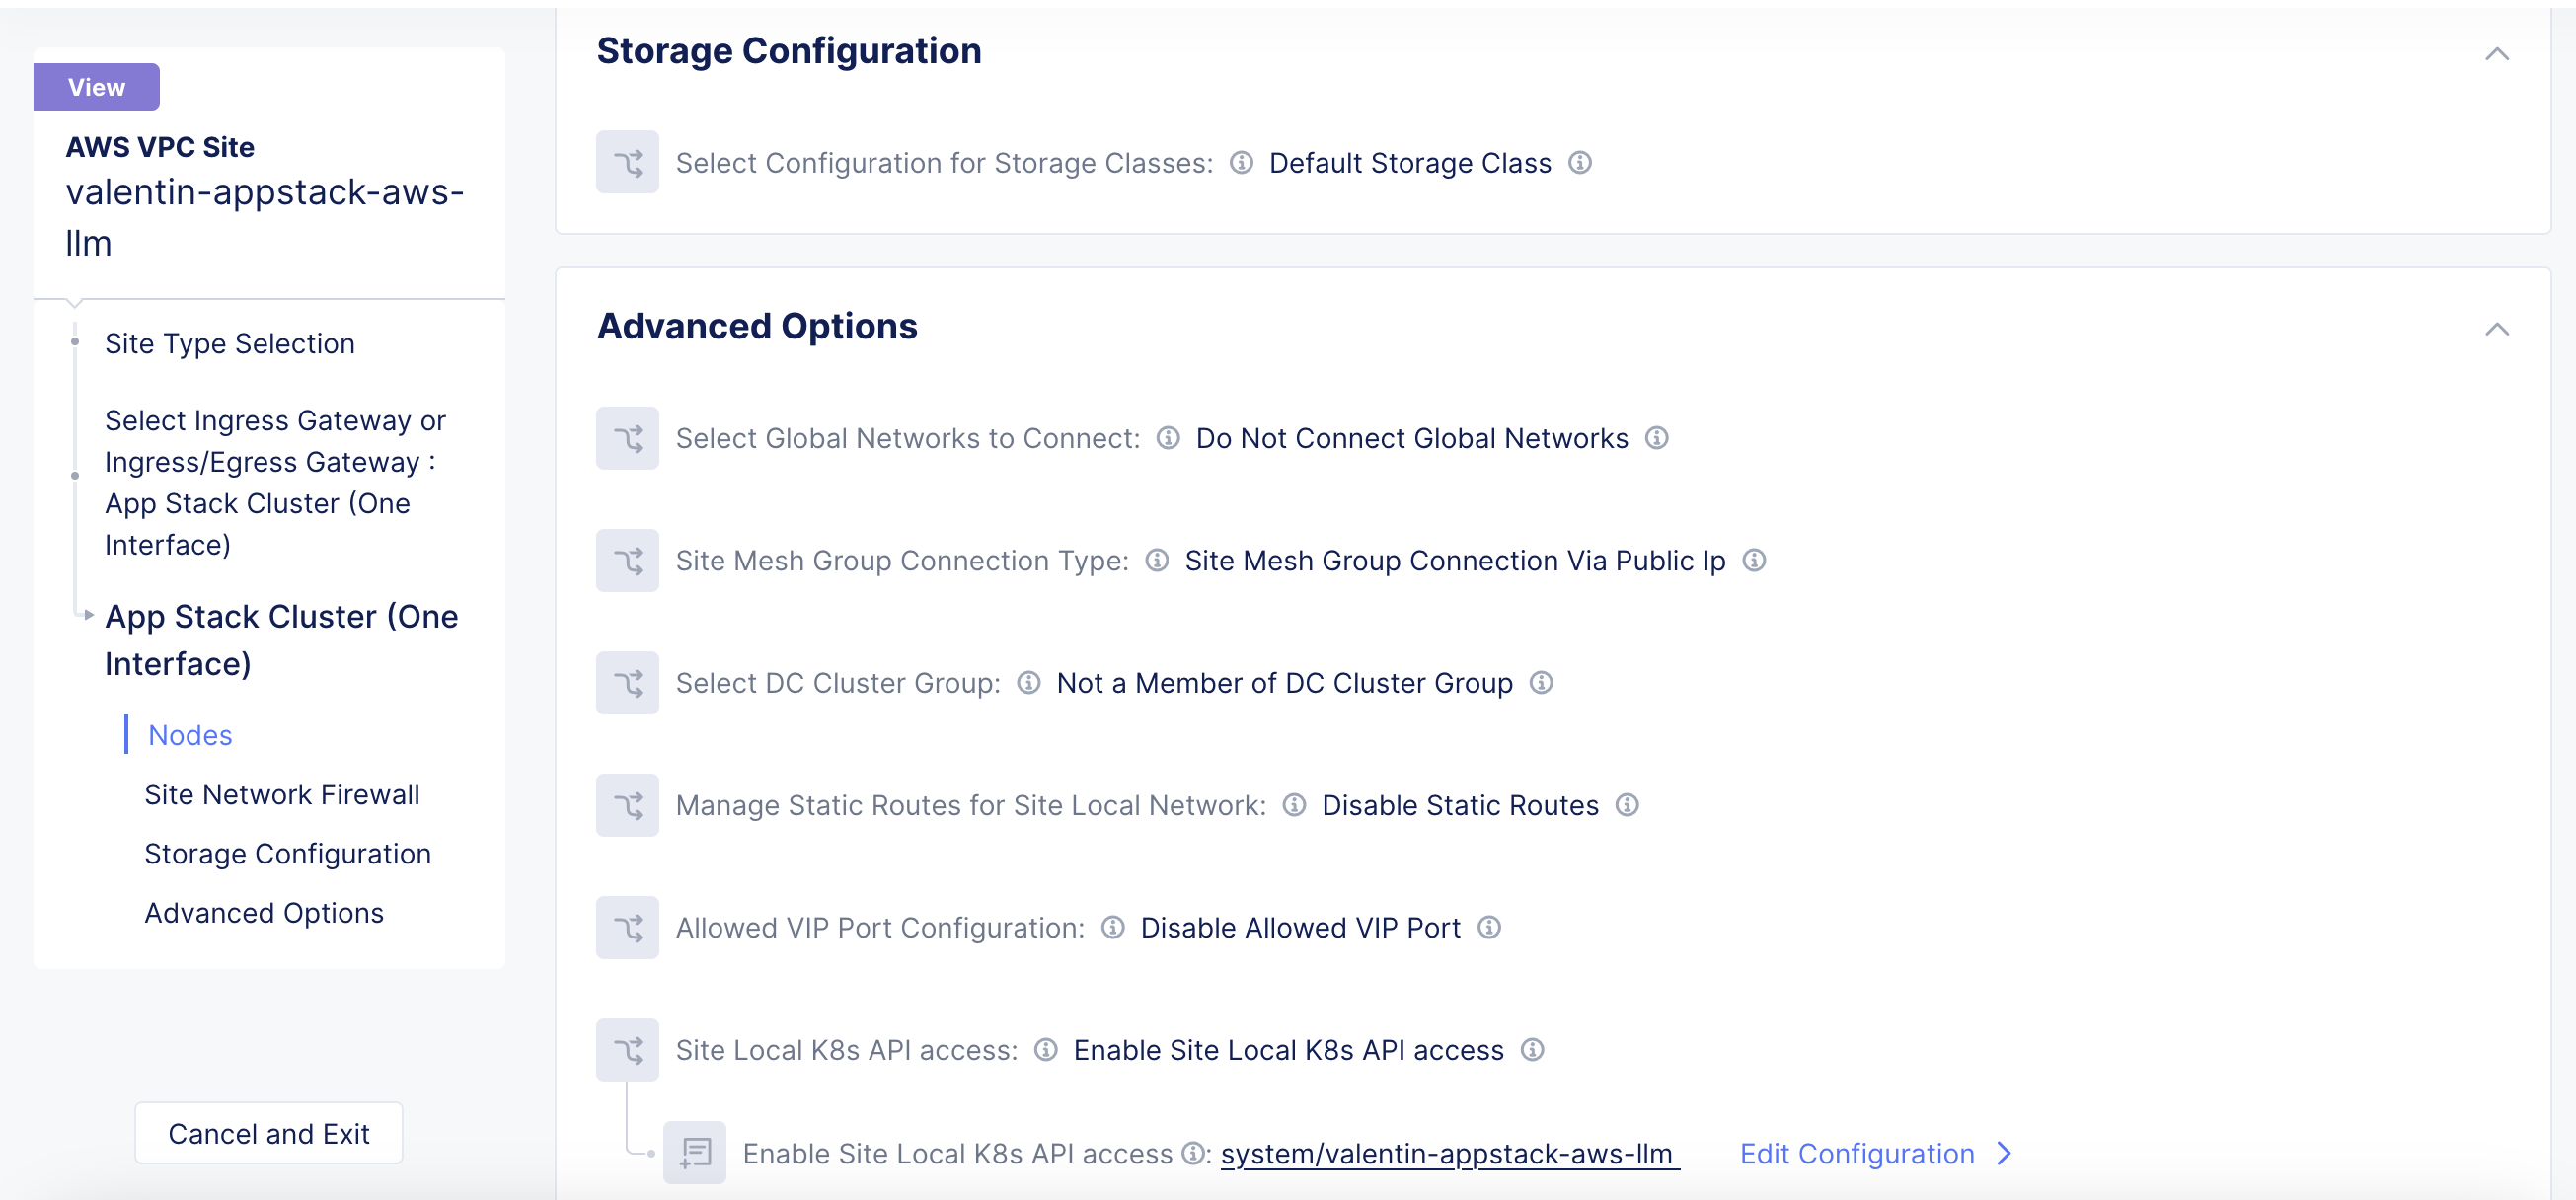 View
AWS VPC Site
valentin-appstack-aws-
llm
Site Type Selection
Select Ingress Gateway or
Ingress/Egress Gateway :
App Stack Cluster (One
Interface)
App Stack Cluster (One
Interface)
Nodes
Site Network Firewall
Storage Configuration
Advanced Options
Cancel and Exit
Storage Configuration
Select Configuration for Storage Classes: Default Storage Class
Advanced Options
Select Global Networks to Connect: Do Not Connect Global Networks
Site Mesh Group Connection Type: Site Mesh Group Connection Via Public Ip
Select DC Cluster Group: Not a Member of DC Cluster Group
Manage Static Routes for Site Local Network: Disable Static Routes
Allowed VIP Port Configuration: Disable Allowed VIP Port
Site Local K8s API access: Enable Site Local K8s API access
Enable Site Local K8s API access : system/valentin-appstack-aws-llm Edit Configuration